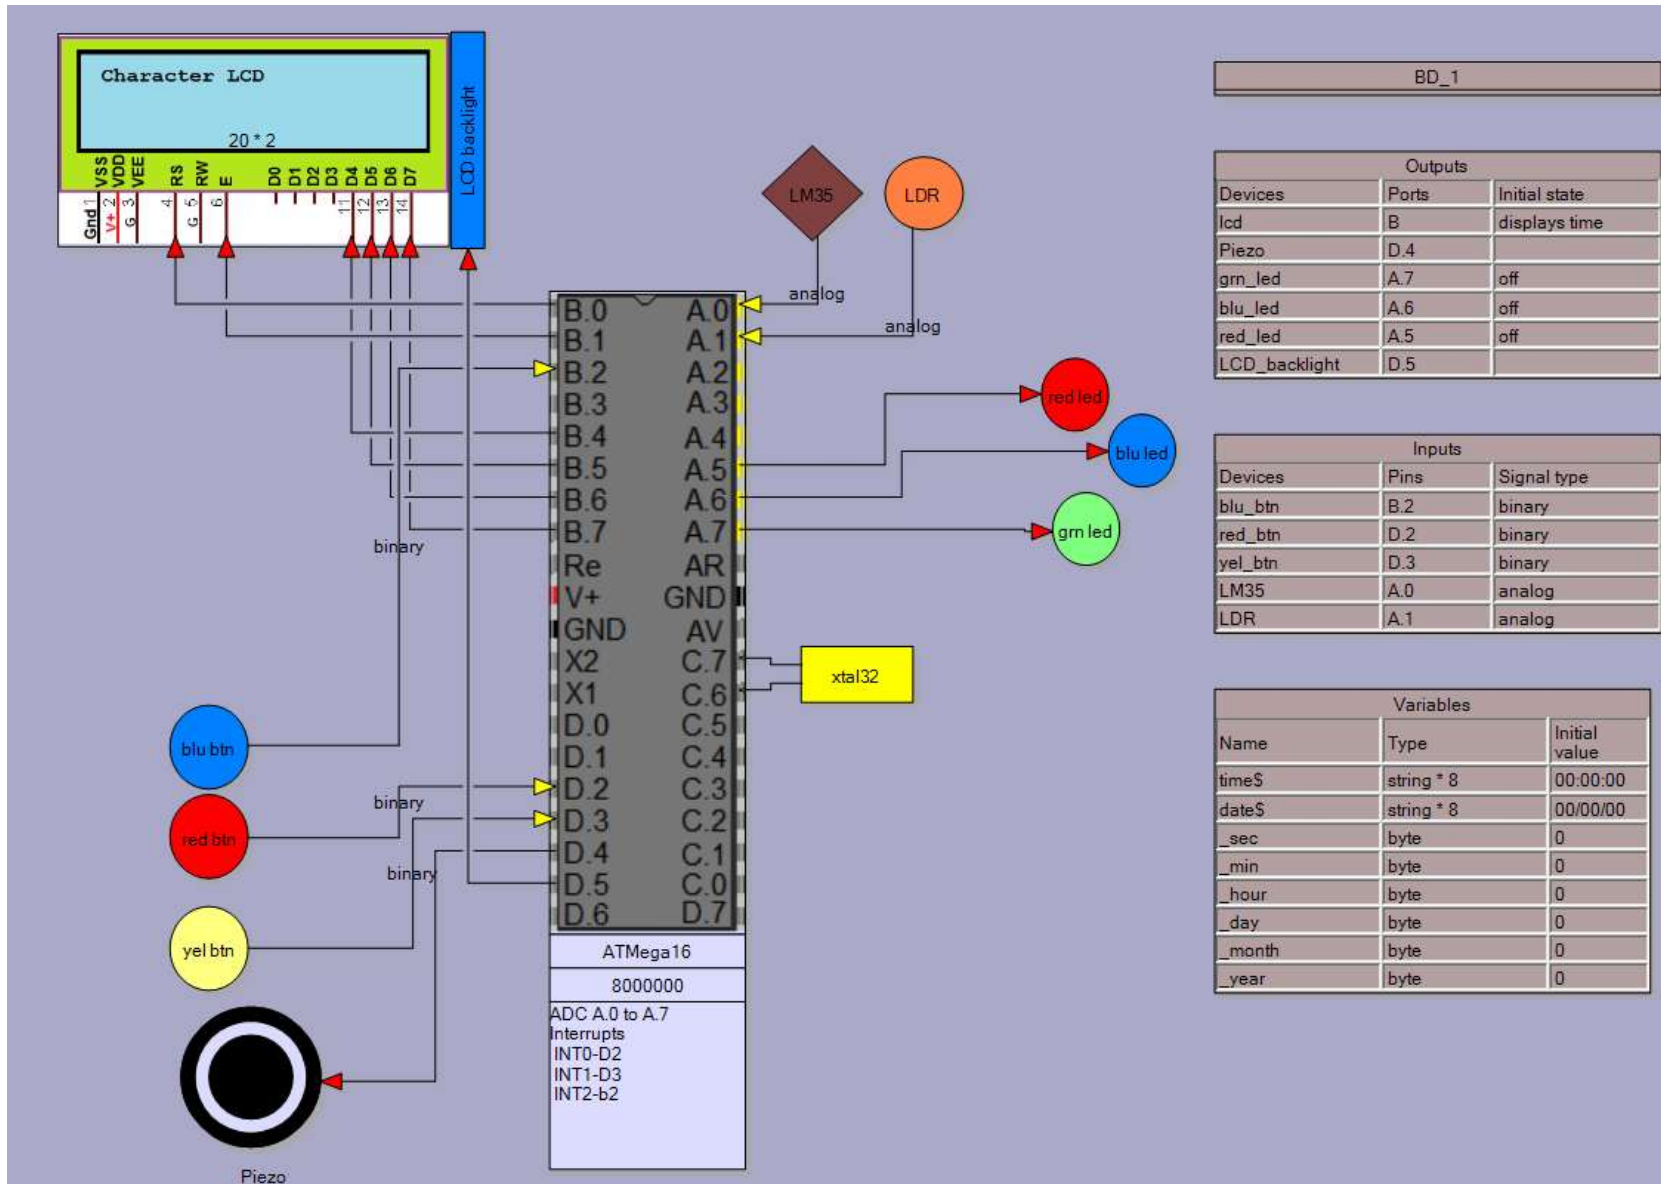 Character LCD
20 * 2
VSS VDD VEE RS RW E D0 D1 D2 D3 D4 D5 D6 D7
Gnd 1 V+ 2 G 3 4 G 5 6 11 12 13 14
LCD backlight
LM35
LDR
analog
analog
B.0 A.0
B.1 A.1
B.2 A.2
B.3 A.3
B.4 A.4
B.5 A.5
B.6 A.6
B.7 A.7
Re AR
V+ GND
GND AV
X2 C.7
X1 C.6
D.0 C.5
D.1 C.4
D.2 C.3
D.3 C.2
D.4 C.1
D.5 C.0
D.6 D.7
ATMega16
8000000
ADC A.0 to A.7
Interrupts
INT0-D2
INT1-D3
INT2-b2
red led
blu led
grn led
xtal32
binary
blu btn
binary
red btn
binary
yel btn
Piezo
BD_1
Outputs
Devices Ports Initial state
lcd B displays time
Piezo D.4
grn_led A.7 off
blu_led A.6 off
red_led A.5 off
LCD_backlight D.5
Inputs
Devices Pins Signal type
blu_btn B.2 binary
red_btn D.2 binary
yel_btn D.3 binary
LM35 A.0 analog
LDR A.1 analog
Variables
Name Type Initial value
time$ string * 8 00:00:00
date$ string * 8 00/00/00
_sec byte 0
_min byte 0
_hour byte 0
_day byte 0
_month byte 0
_year byte 0